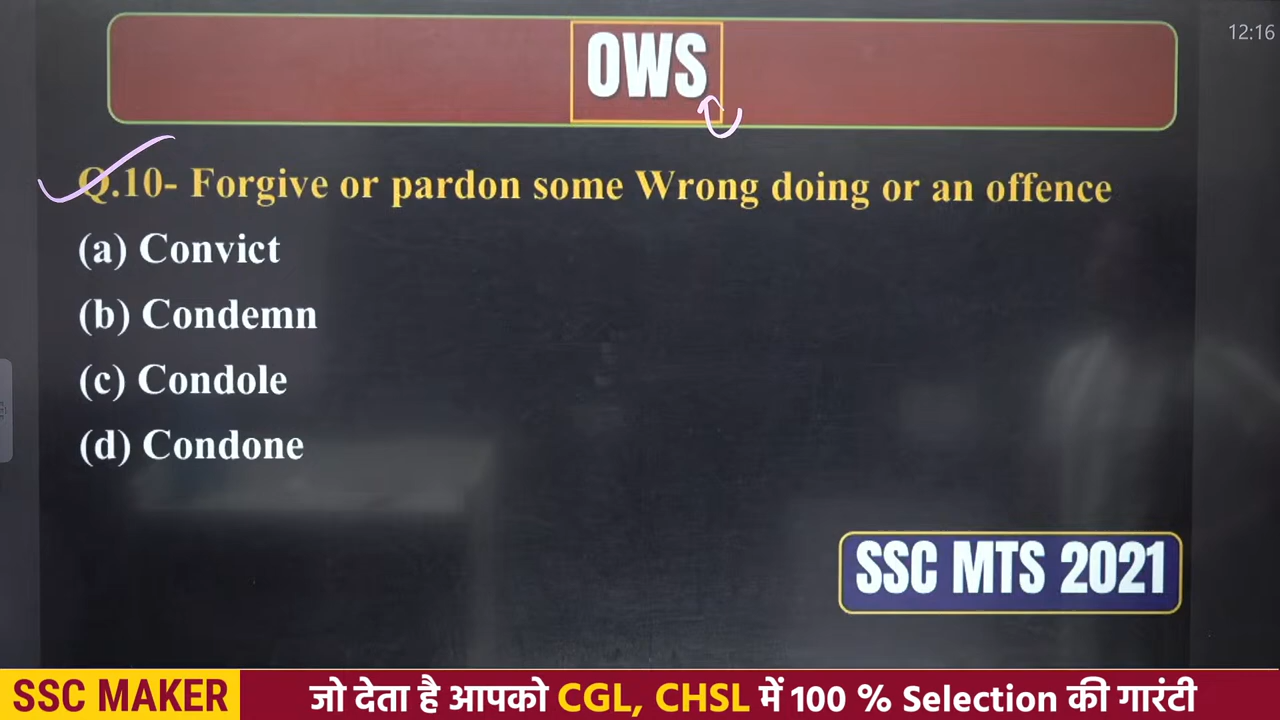 OWS
12:16
Q.10- Forgive or pardon some Wrong doing or an offence
(a) Convict
(b) Condemn
(c) Condole
(d) Condone
SSC MTS 2021
SSC MAKER जो देता है आपको CGL, CHSL में 100 % Selection की गारंटी